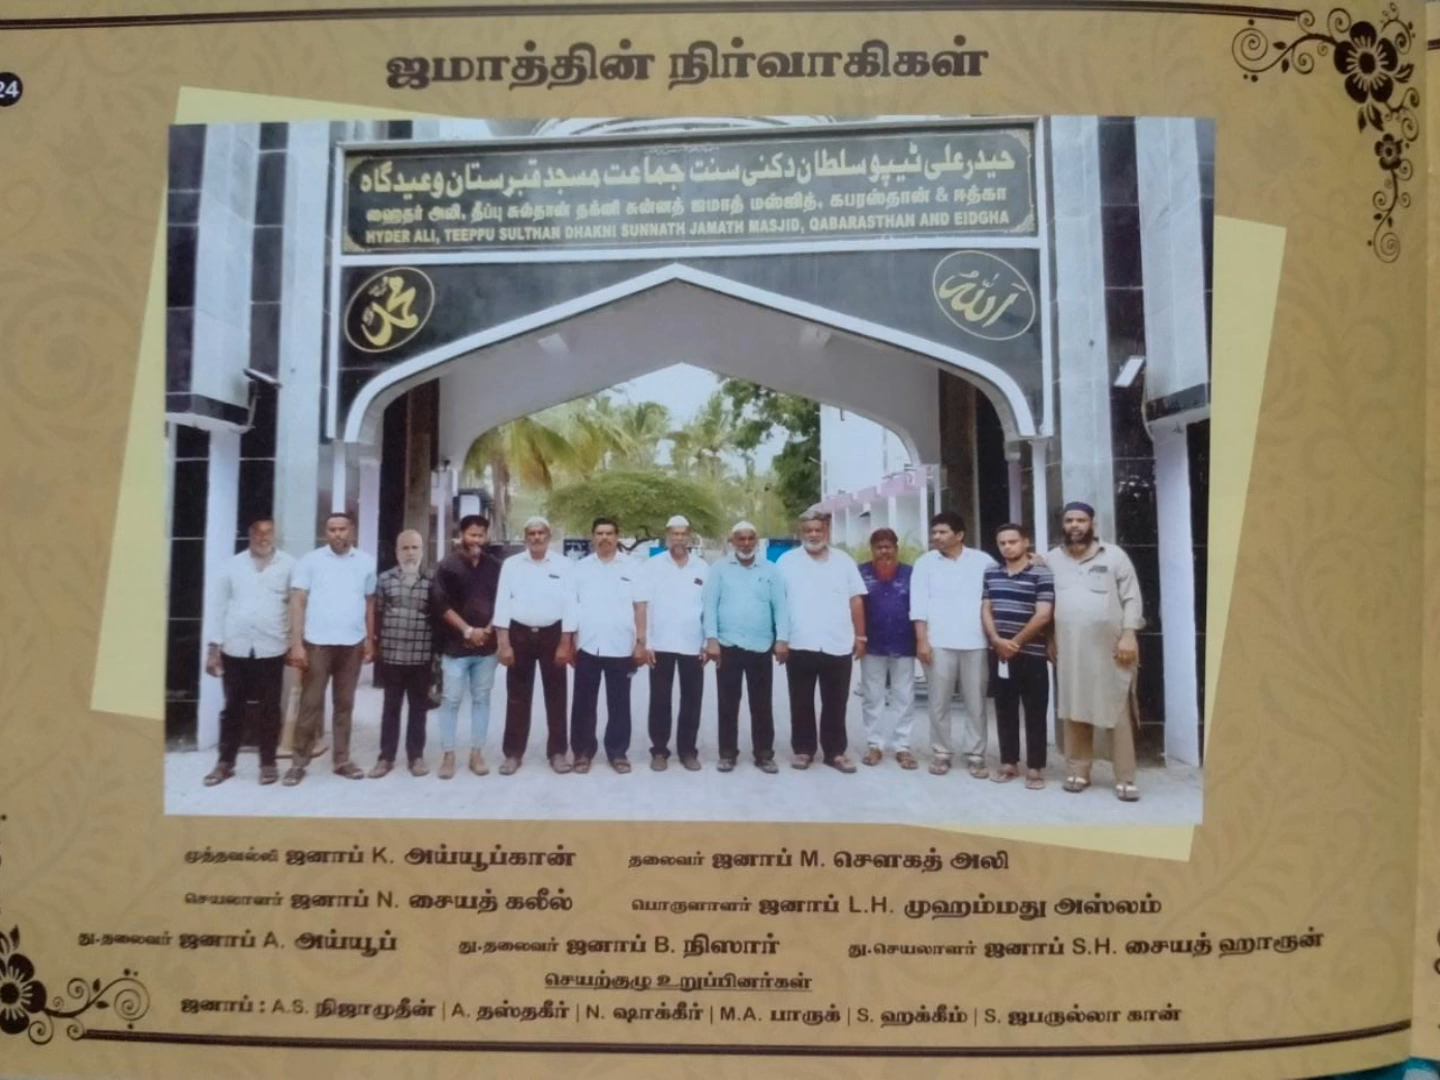 24
ஜமாத்தின் நிர்வாகிகள்
حیدرعلی ٹیپو سلطان دکنی سنت جماعت مسجد قبرستان و عیدگاہ
ஹைதர் அலி, தீப்பு சுல்தான் தக்னி சுன்னத் ஜமாத் மஸ்ஜித், கபரஸ்தான் & ஈத்கா
HYDER ALI, TEEPPU SULTHAN DHAKNI SUNNATH JAMATH MASJID, QABARASTHAN AND EIDGHA
محمد
الله
முத்தவல்லி ஜனாப் K. அய்யூப்கான் தலைவர் ஜனாப் M. சௌகத் அலி
செயலாளர் ஜனாப் N. சையத் கலீல் பொருளாளர் ஜனாப் L.H. முஹம்மது அஸ்லம்
து.தலைவர் ஜனாப் A. அய்யூப் து.தலைவர் ஜனாப் B. நிஸார் து.செயலாளர் ஜனாப் S.H. சையத் ஹாரூன்
செயற்குழு உறுப்பினர்கள்
ஜனாப் : A.S. நிஜாமுதீன் | A. தஸ்தகீர் | N. ஷாக்கீர் | M.A. பாருக் | S. ஹக்கீம் | S. ஜபருல்லா கான்